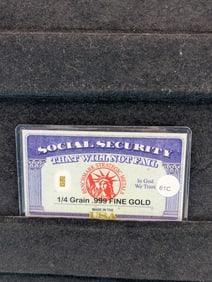 SOCIAL SECURITY
THAT WILL NOT FAIL
In God
We Trust
61C
1/4 Grain .999 FINE GOLD
MADE IN THE
USA